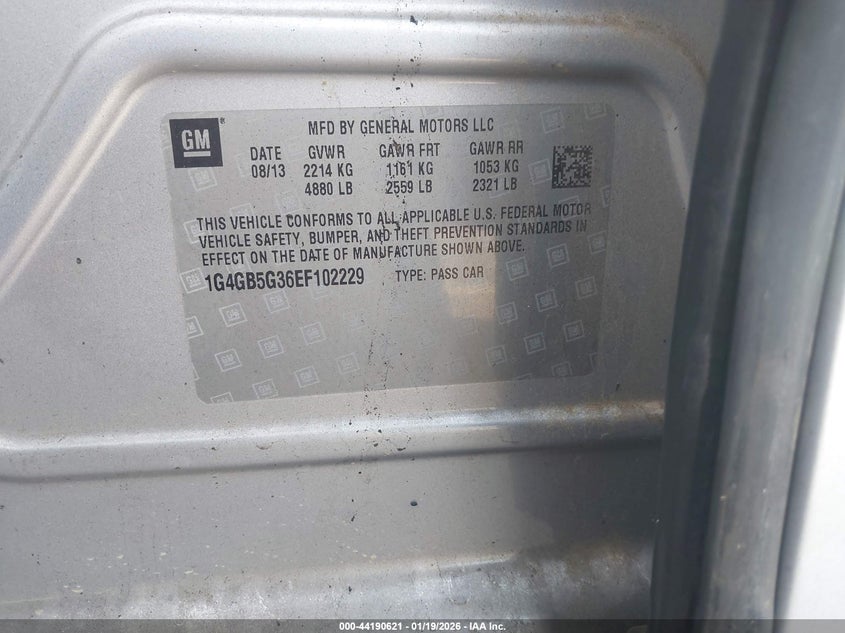 GM ®
MFD BY GENERAL MOTORS LLC
DATE GVWR GAWR FRT GAWR RR
08/13 2214 KG 1161 KG 1053 KG
4880 LB 2559 LB 2321 LB
THIS VEHICLE CONFORMS TO ALL APPLICABLE U.S. FEDERAL MOTOR
VEHICLE SAFETY, BUMPER, AND THEFT PREVENTION STANDARDS IN
EFFECT ON THE DATE OF MANUFACTURE SHOWN ABOVE.
1G4GB5G36EF102229 TYPE: PASS CAR
000-44190621 | 01/19/2026 | IAA Inc.